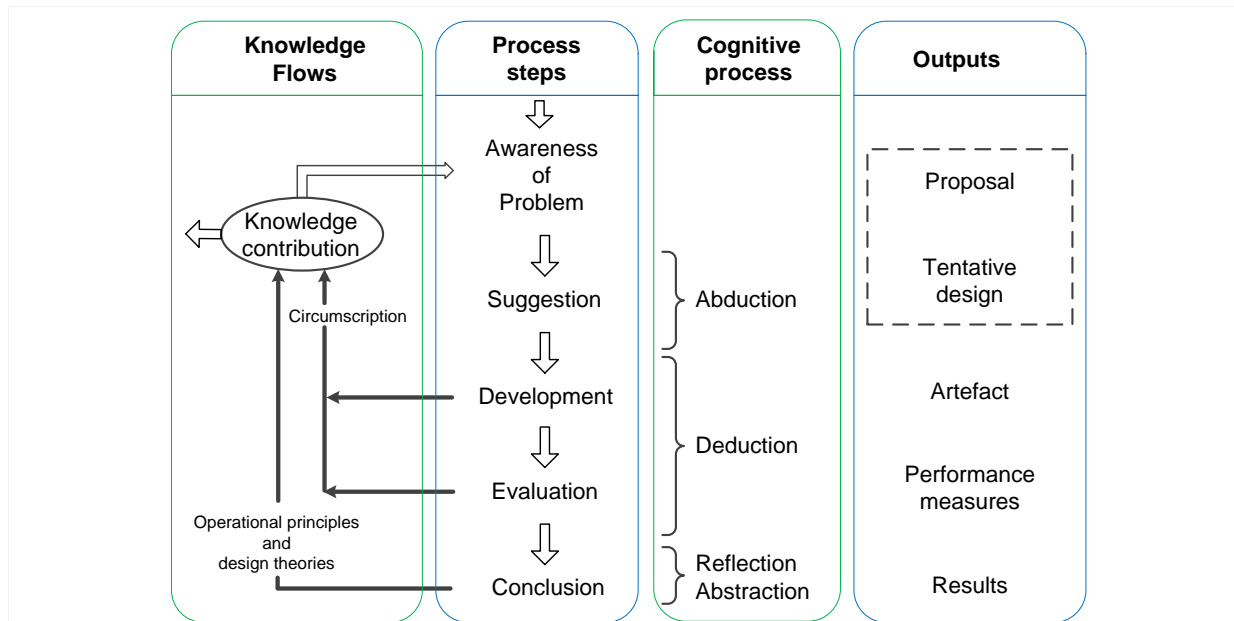 Knowledge
Flows
Process
steps
Cognitive
process
Outputs
Awareness
of
Problem
Proposal
Knowledge
contribution
Tentative
design
Suggestion
Abduction
Circumscription
Development
Artefact
Deduction
Evaluation
Performance
measures
Operational principles
and
design theories
Conclusion
Reflection
Abstraction
Results